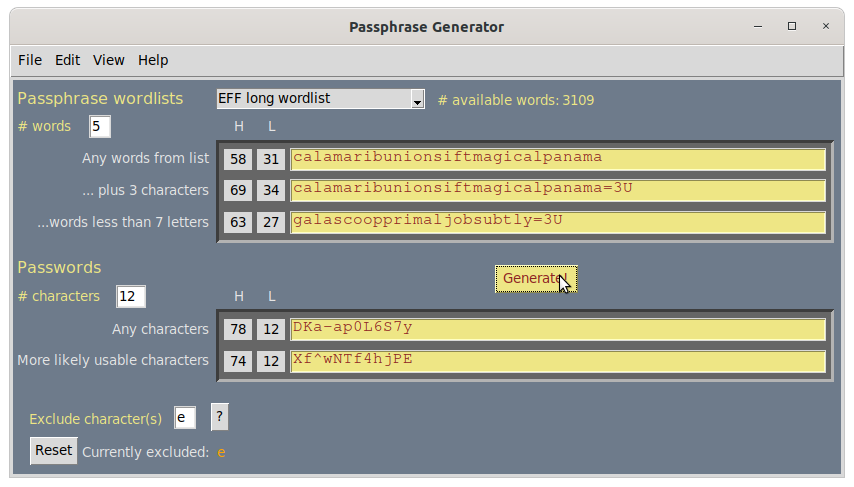 Passphrase Generator
File Edit View Help
Passphrase wordlists EFF long wordlist # available words: 3109
# words 5 H L
Any words from list 58 31 calamaribunionsiftmagicalpanama
... plus 3 characters 69 34 calamaribunionsiftmagicalpanama=3U
...words less than 7 letters 63 27 galascoopprimaljobsubtly=3U
Passwords
Generate!
# characters 12 H L
Any characters 78 12 DKa-ap0L6S7y
More likely usable characters 74 12 Xf^wNTf4hjPE
Exclude character(s) e ?
Reset Currently excluded: e